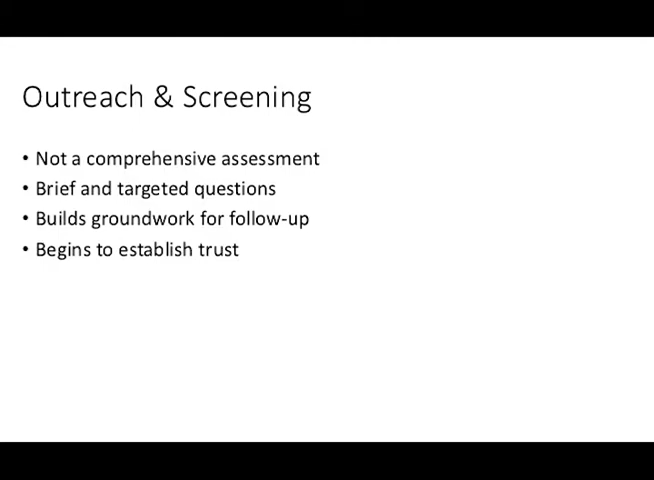 Outreach & Screening
• Not a comprehensive assessment
• Brief and targeted questions
• Builds groundwork for follow-up
• Begins to establish trust